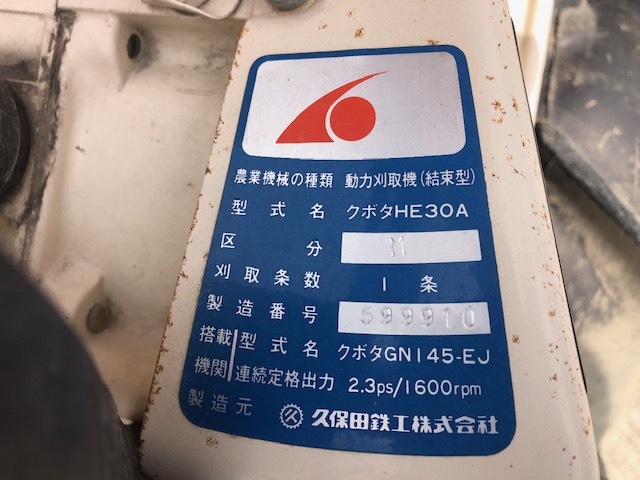 農業機械の種類 動力刈取機(結束型)
型式名 クボタHE30A
区分 M
刈取条数 1条
製造番号 599910
搭載機関 型式名 クボタGN145-EJ
連続定格出力 2.3ps/1600rpm
製造元 久保田鉄工株式会社